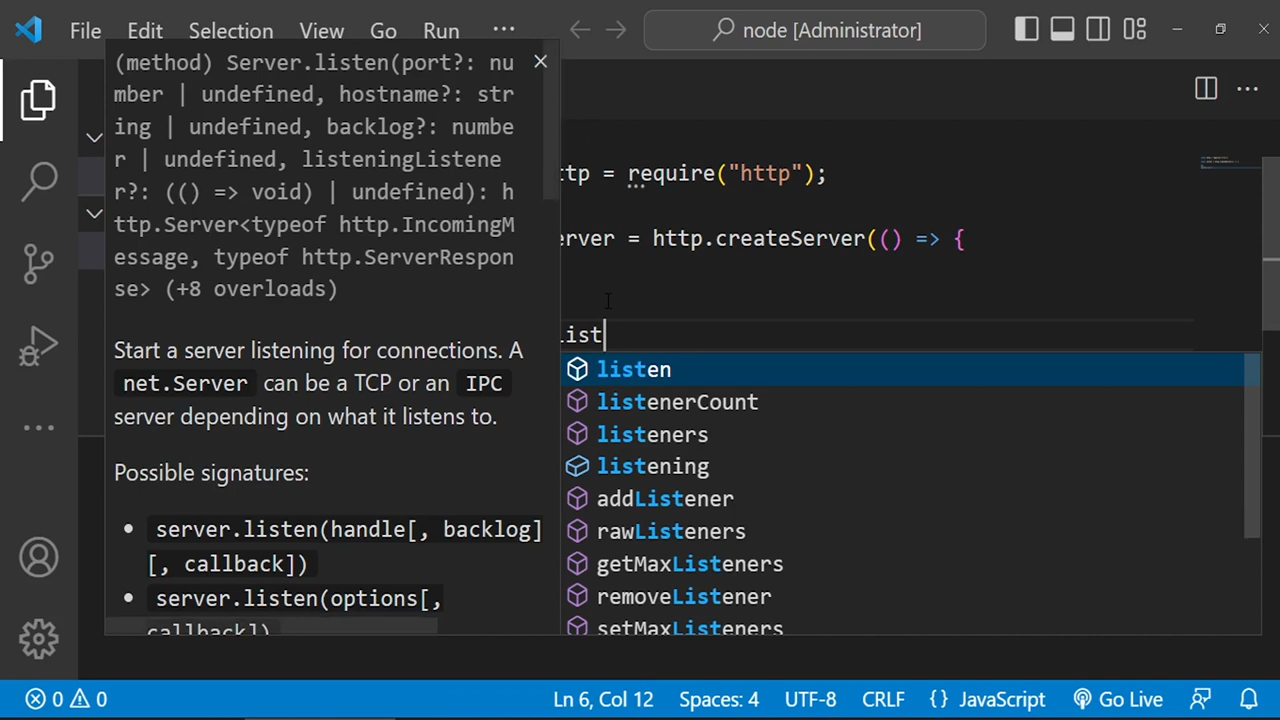 File Edit Selection View Go Run ···
node [Administrator]
(method) Server.listen(port?: nu
mber | undefined, hostname?: str
ing | undefined, backlog?: numbe
r | undefined, listeningListene
r?: (() => void) | undefined): h
ttp.Server<typeof http.IncomingM
essage, typeof http.ServerRespon
se> (+8 overloads)
Start a server listening for connections. A
net.Server can be a TCP or an IPC
server depending on what it listens to.
Possible signatures:
• server.listen(handle[, backlog]
[, callback])
• server.listen(options[,
callback])
ttp = require("http");
erver = http.createServer(() => {
list
listen
listenerCount
listeners
listening
addListener
rawListeners
getMaxListeners
removeListener
setMaxListeners
0 0 Ln 6, Col 12 Spaces: 4 UTF-8 CRLF {} JavaScript Go Live